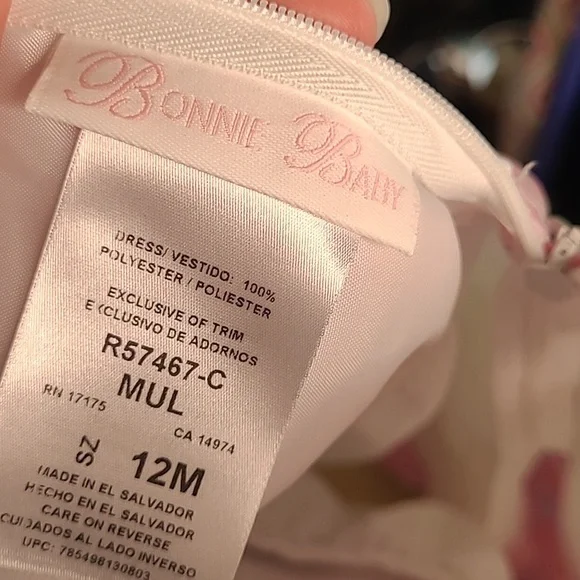 BONNIE BABY
DRESS/ VESTIDO: 100%
POLYESTER / POLIESTER
EXCLUSIVE OF TRIM
EXCLUSIVO DE ADORNOS
R57467-C
MUL
RN 17175 CA 14974
SZ 12M
MADE IN EL SALVADOR
HECHO EN EL SALVADOR
CARE ON REVERSE
CUIDADOS AL LADO INVERSO
UPC: 785496130803